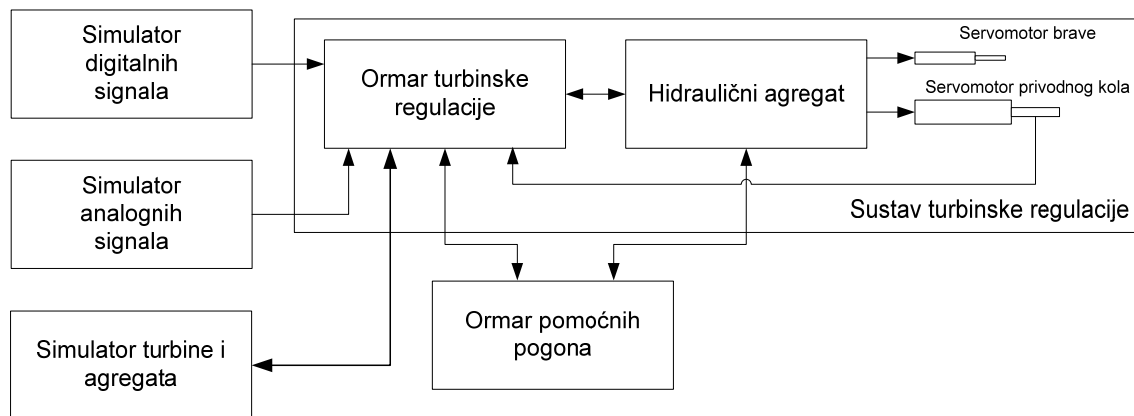 Simulator
digitalnih
signala
Ormar turbinske
regulacije
Hidraulični agregat
Servomotor brave
Servomotor privodnog kola
Simulator
analognih
signala
Sustav turbinske regulacije
Ormar pomoćnih
pogona
Simulator turbine i
agregata